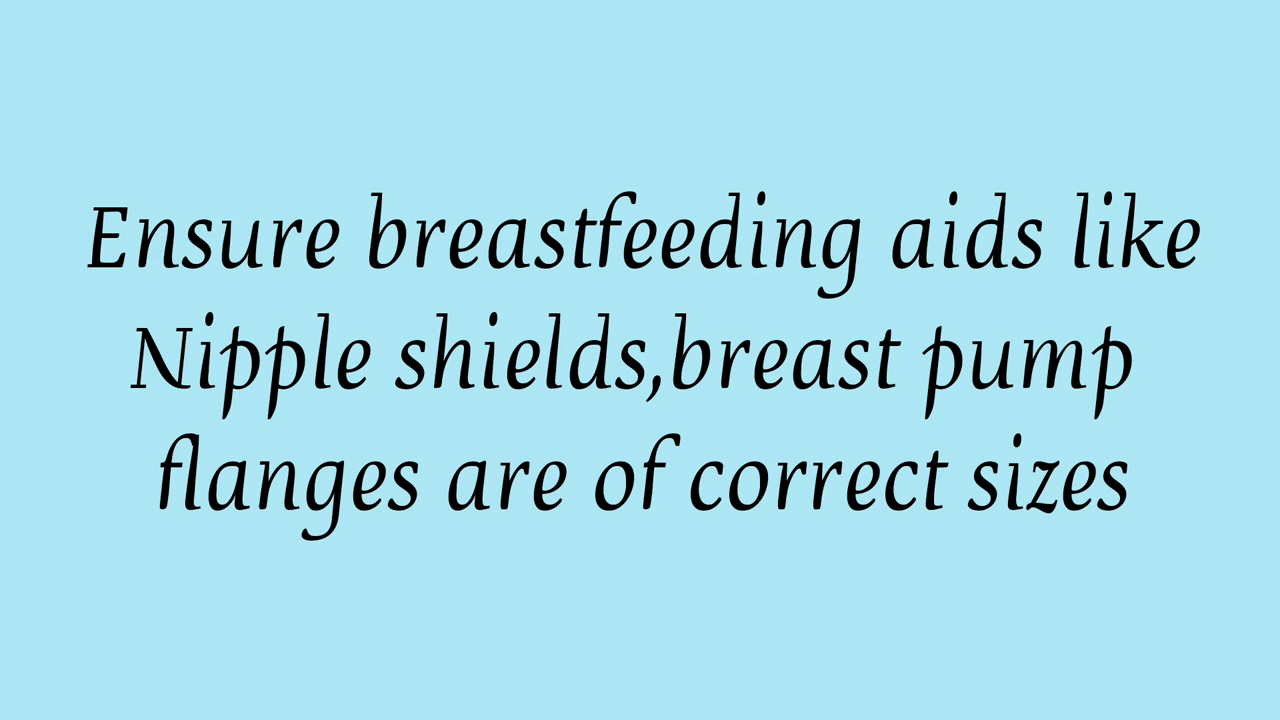 Ensure breastfeeding aids like
Nipple shields,breast pump
flanges are of correct sizes